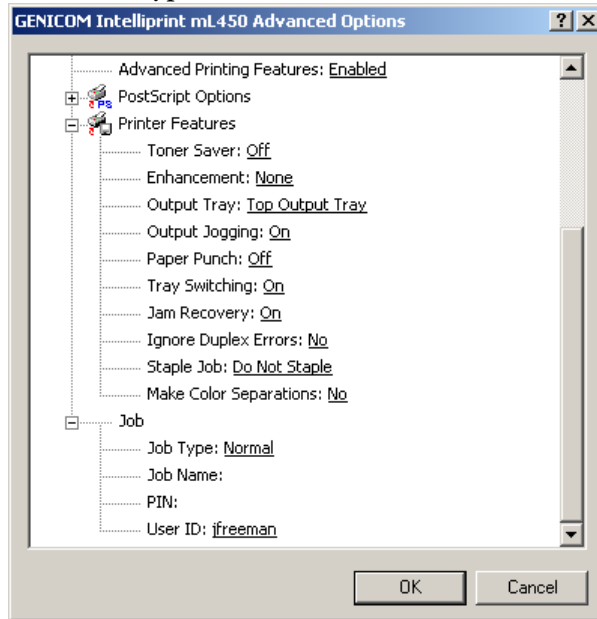 GENICOM Intelliprint mL450 Advanced Options
Advanced Printing Features: Enabled
PS PostScript Options
Printer Features
Toner Saver: Off
Enhancement: None
Output Tray: Top Output Tray
Output Jogging: On
Paper Punch: Off
Tray Switching: On
Jam Recovery: On
Ignore Duplex Errors: No
Staple Job: Do Not Staple
Make Color Separations: No
Job
Job Type: Normal
Job Name:
PIN:
User ID: jfreeman
OK Cancel